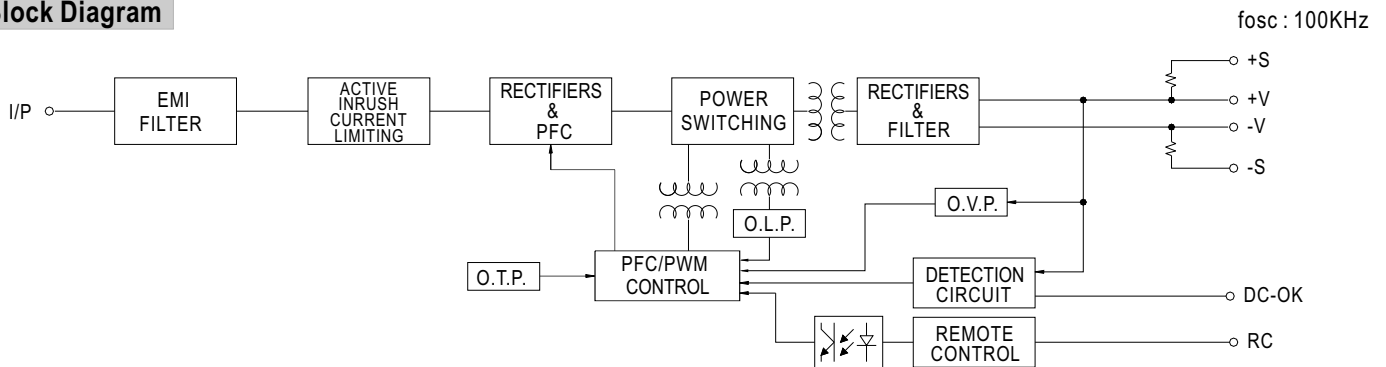 Block Diagram
fosc : 100KHz
I/P
EMI
FILTER
ACTIVE
INRUSH
CURRENT
LIMITING
RECTIFIERS
&
PFC
POWER
SWITCHING
RECTIFIERS
&
FILTER
+S
+V
-V
-S
O.L.P.
O.V.P.
O.T.P.
PFC/PWM
CONTROL
DETECTION
CIRCUIT
DC-OK
REMOTE
CONTROL
RC